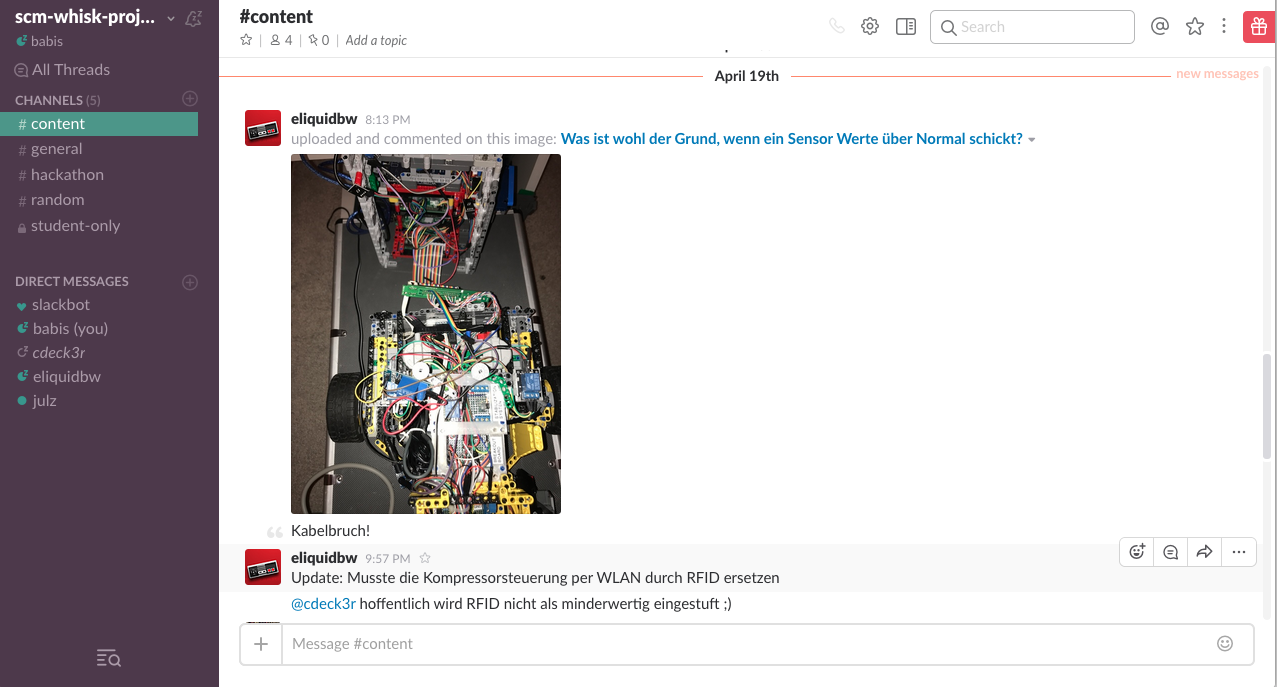 scm-whisk-proj...
babis
All Threads
CHANNELS (5)
# content
# general
# hackathon
# random
student-only
DIRECT MESSAGES
slackbot
babis (you)
cdeck3r
eliquidbw
julz
#content
4
0
Add a topic
Search
April 19th
new messages
eliquidbw 8:13 PM
uploaded and commented on this image: Was ist wohl der Grund, wenn ein Sensor Werte über Normal schickt?
Kabelbruch!
eliquidbw 9:57 PM
Update: Musste die Kompressorsteuerung per WLAN durch RFID ersetzen
@cdeck3r hoffentlich wird RFID nicht als minderwertig eingestuft ;)
Message #content